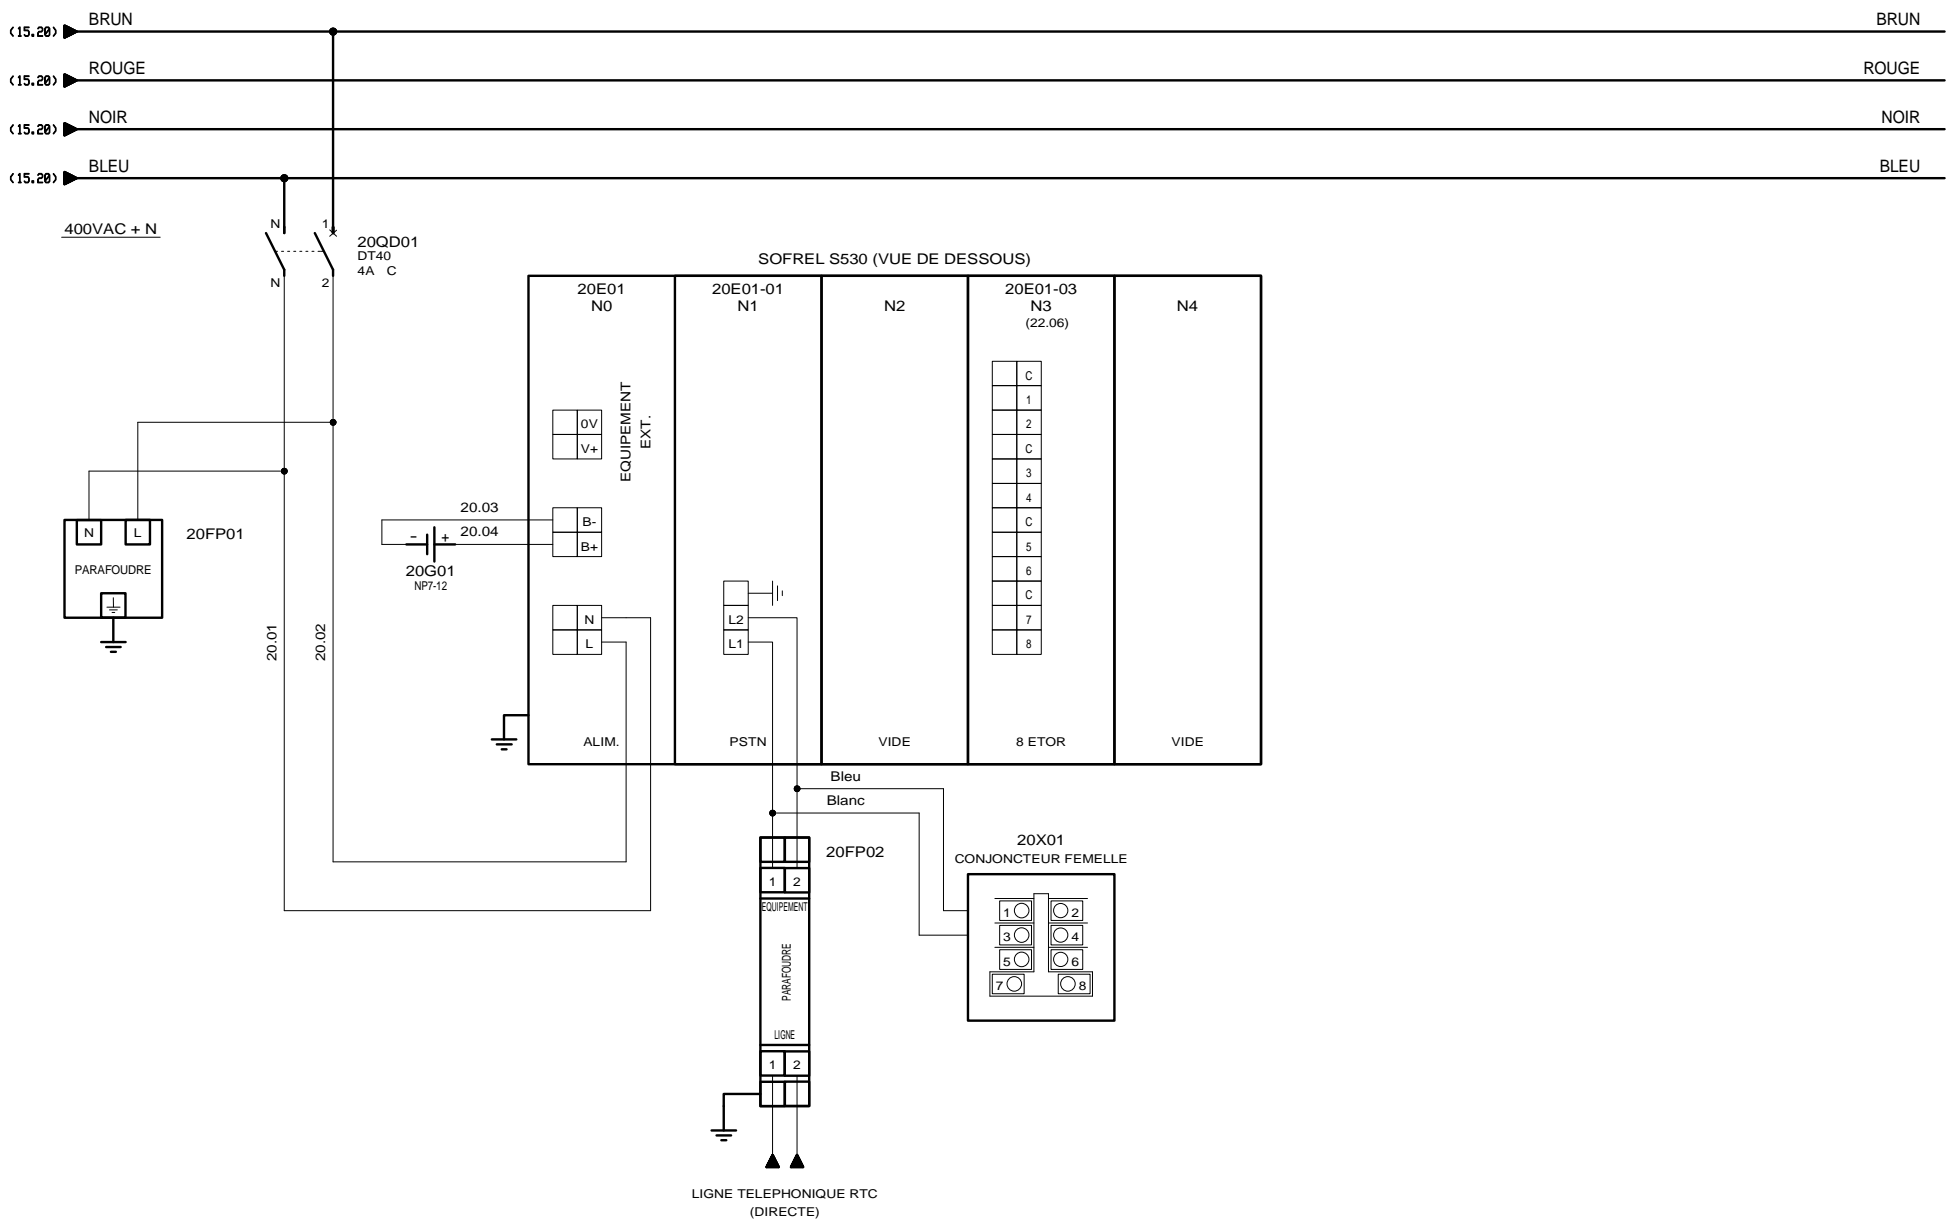 (15.20) BRUN BRUN
(15.20) ROUGE ROUGE
(15.20) NOIR NOIR
(15.20) BLEU BLEU
400VAC + N
N 1
20QD01
DT40
4A C
N 2
SOFREL S530 (VUE DE DESSOUS)
20E01
N0
20E01-01
N1
N2
20E01-03
N3
(22.06)
N4
0V
V+
EQUIPEMENT
EXT.
B-
B+
N
L
ALIM.
L2
L1
PSTN
VIDE
C
1
2
C
3
4
C
5
6
C
7
8
8 ETOR
VIDE
20.03
20.04
- +
20G01
NP7-12
N L
PARAFOUDRE
20FP01
20.01
20.02
Bleu
Blanc
20FP02
1 2
EQUIPEMENT
PARAFOUDRE
LIGNE
1 2
20X01
CONJONCTEUR FEMELLE
1 2
3 4
5 6
7 8
LIGNE TELEPHONIQUE RTC
(DIRECTE)